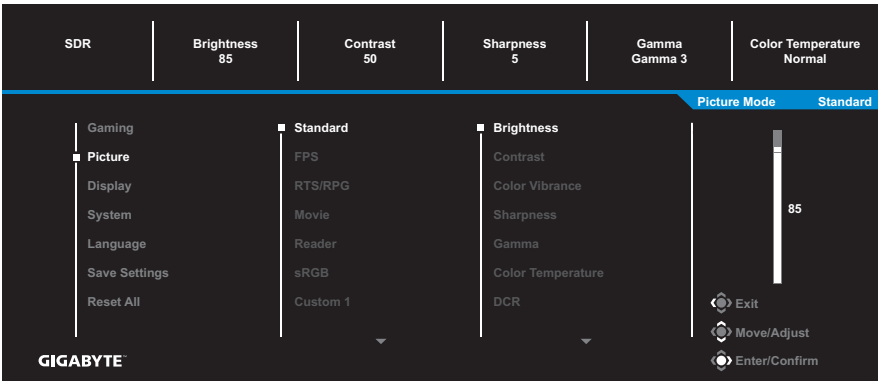 SDR
Brightness
85
Contrast
50
Sharpness
5
Gamma
Gamma 3
Color Temperature
Normal
Picture Mode Standard
Gaming
Picture
Display
System
Language
Save Settings
Reset All
Standard
FPS
RTS/RPG
Movie
Reader
sRGB
Custom 1
Brightness
Contrast
Color Vibrance
Sharpness
Gamma
Color Temperature
DCR
85
Exit
Move/Adjust
Enter/Confirm
GIGABYTE™